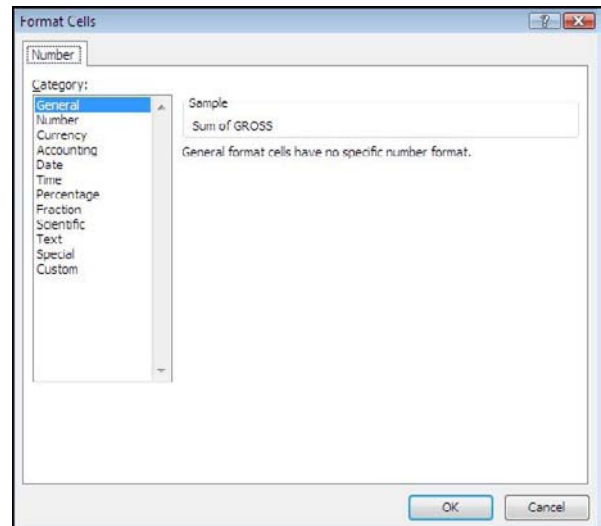 Format Cells
Number
Category:
General
Number
Currency
Accounting
Date
Time
Percentage
Fraction
Scientific
Text
Special
Custom
Sample
Sum of GROSS
General format cells have no specific number format.
OK
Cancel